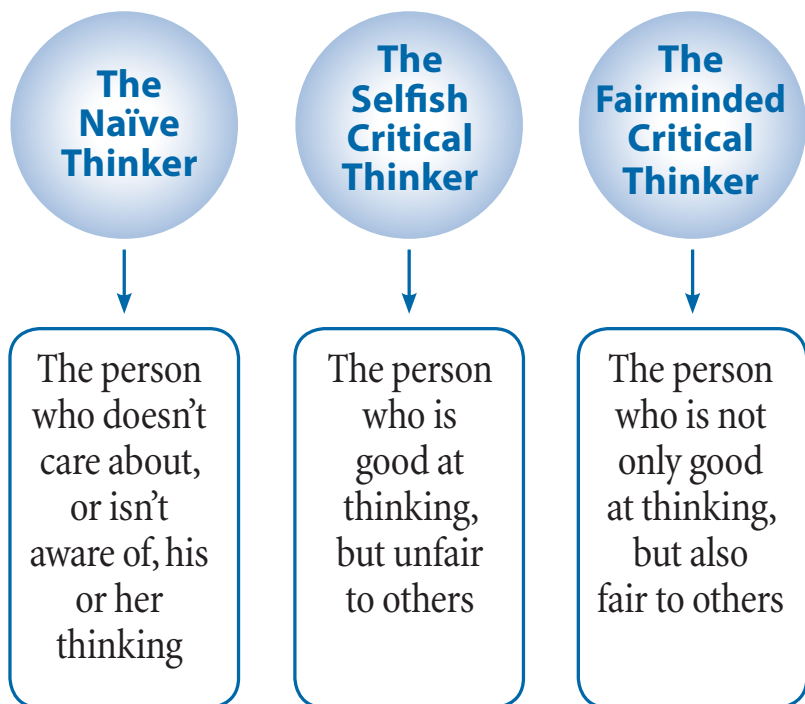 The
Naïve
Thinker
The
Selfish
Critical
Thinker
The
Fairminded
Critical
Thinker
The person
who doesn't
care about,
or isn't
aware of, his
or her
thinking
The person
who is
good at
thinking,
but unfair
to others
The person
who is not
only good
at thinking,
but also
fair to others